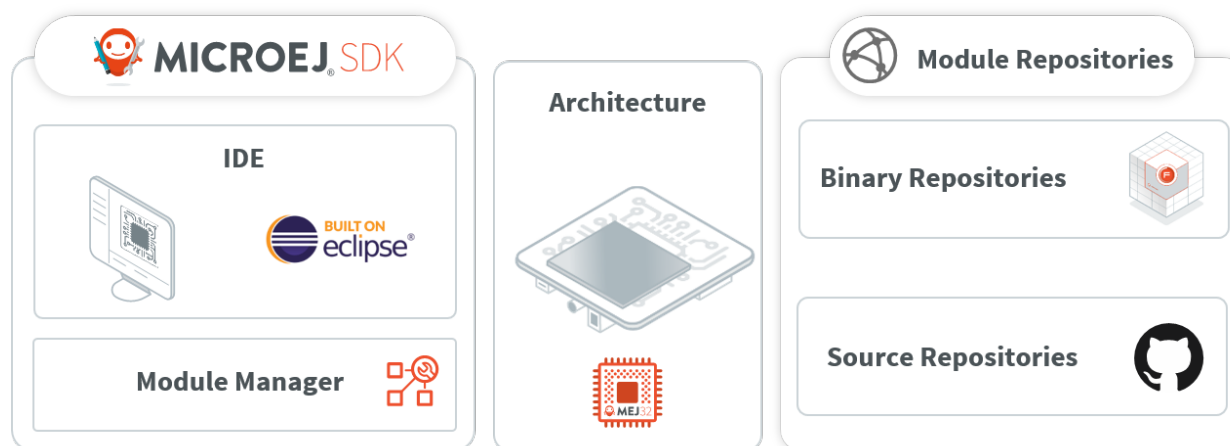 MICROEJ® SDK
IDE
BUILT ON
eclipse®
Module Manager
Architecture
MEJ32
Module Repositories
Binary Repositories
Source Repositories